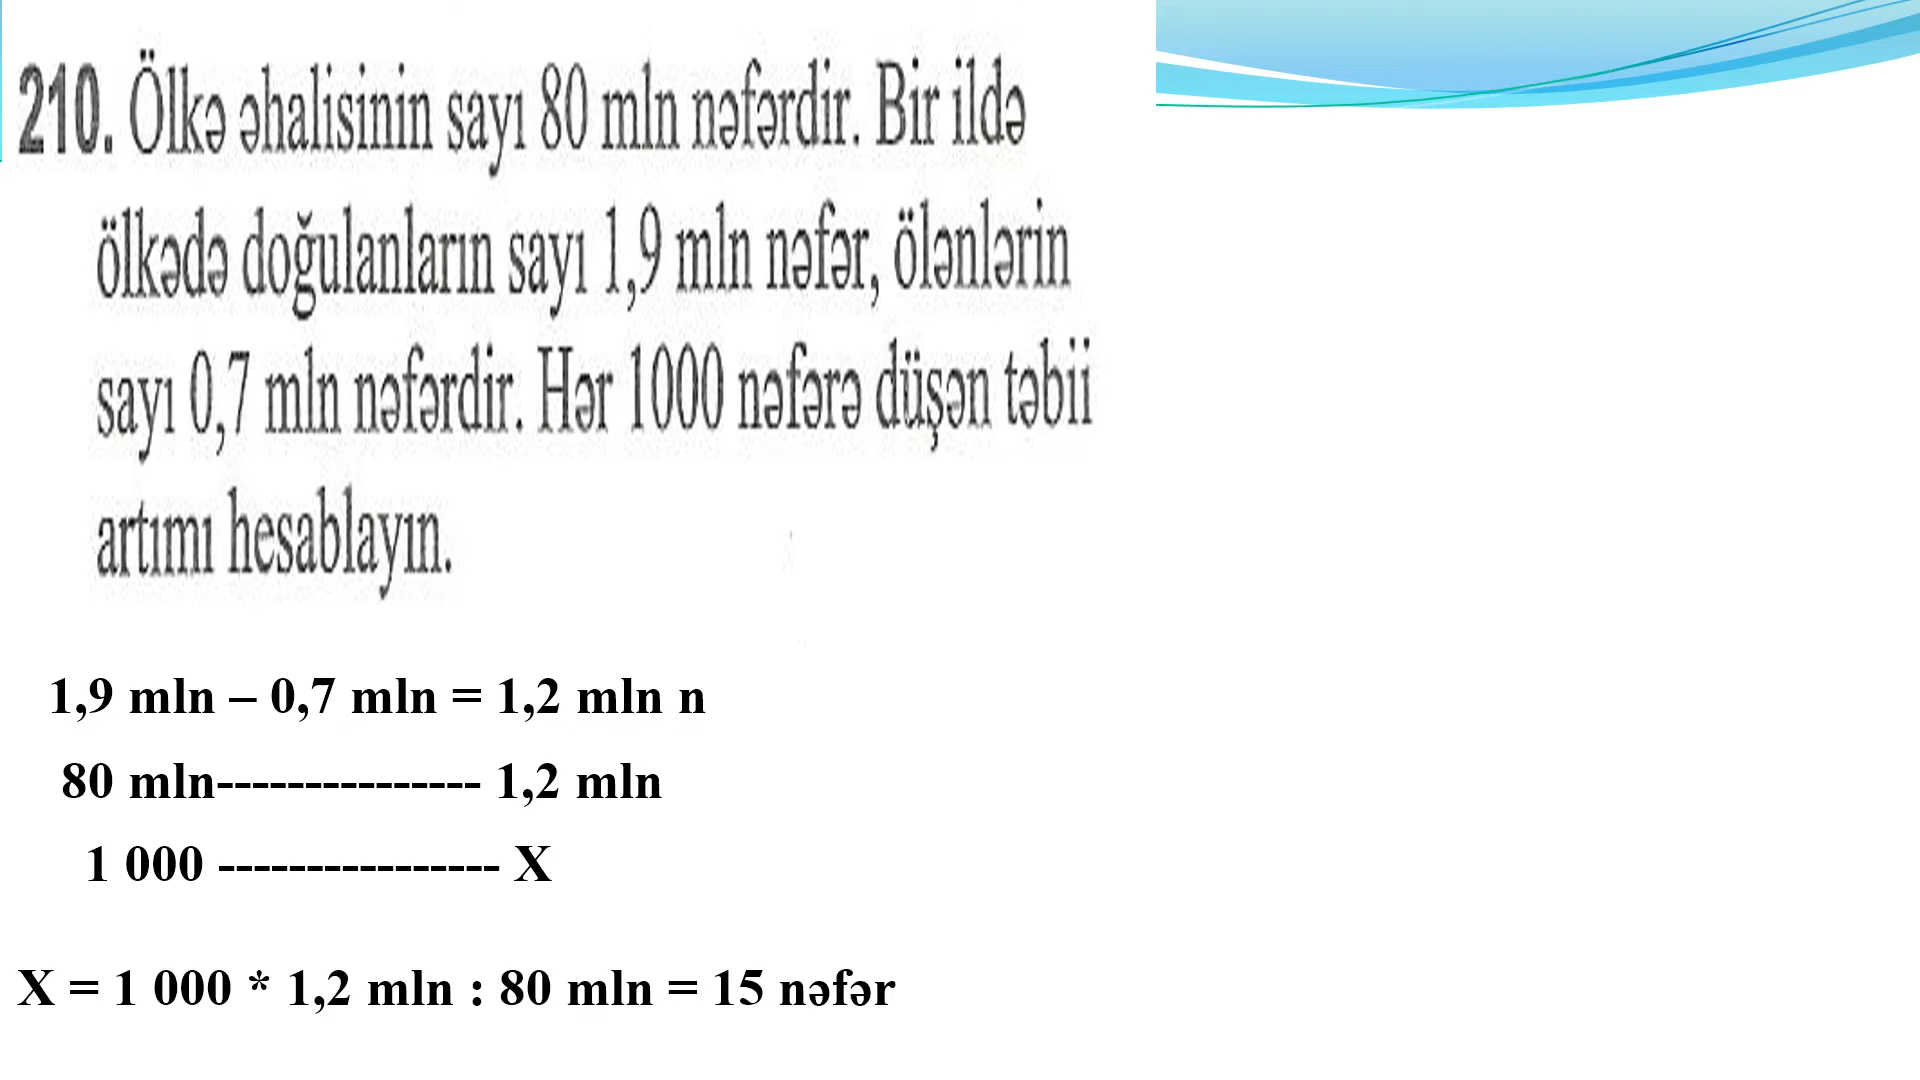 210. Ölkə əhalisinin sayı 80 mln nəfərdir. Bir ildə
ölkədə doğulanların sayı 1,9 mln nəfər, ölənlərin
sayı 0,7 mln nəfərdir. Hər 1000 nəfərə düşən təbii
artımı hesablayın.
1,9 mln – 0,7 mln = 1,2 mln n
80 mln--------------- 1,2 mln
1 000 ---------------- X
X = 1 000 * 1,2 mln : 80 mln = 15 nəfər